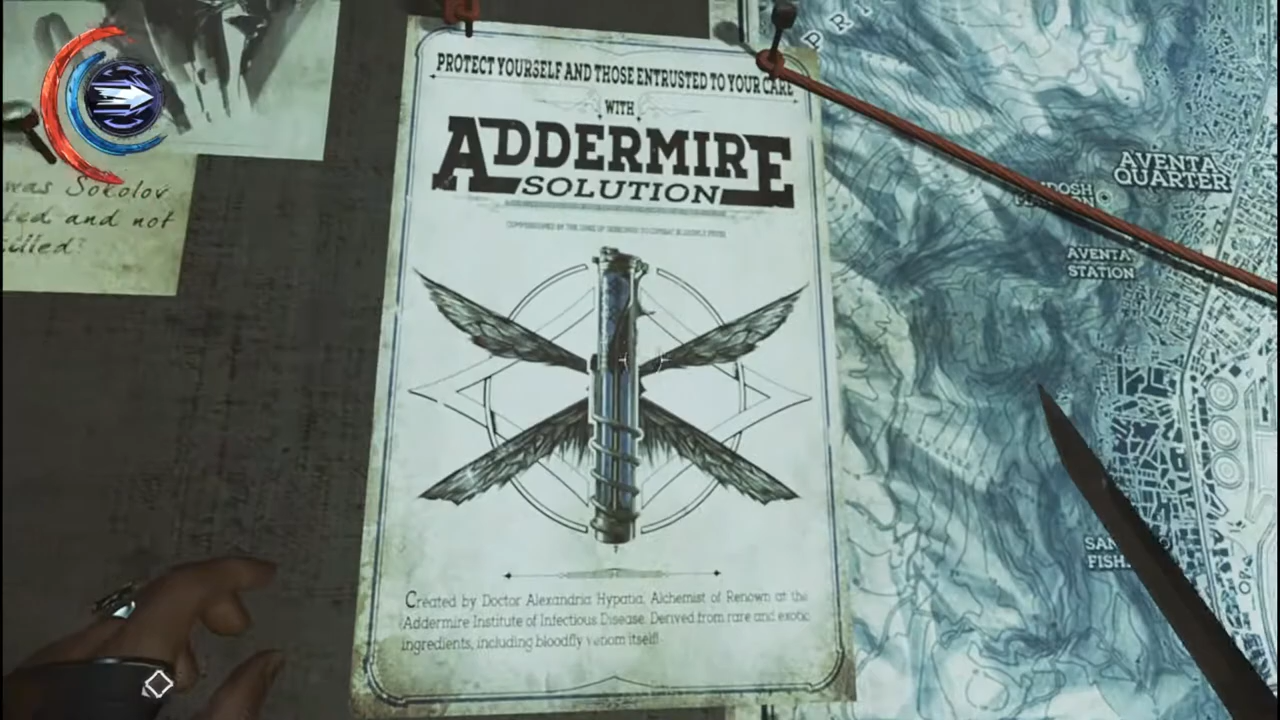 PROTECT YOURSELF AND THOSE ENTRUSTED TO YOUR CARE
WITH
ADDERMIRE
SOLUTION
Created by Doctor Alexandria Hypatia, Alchemist of Renown at the
Addermire Institute of Infectious Disease. Derived from rare and exotic
ingredients, including bloodfly venom itself!
was Sokolov
and not
AVENTA
QUARTER
AVENTA
STATION